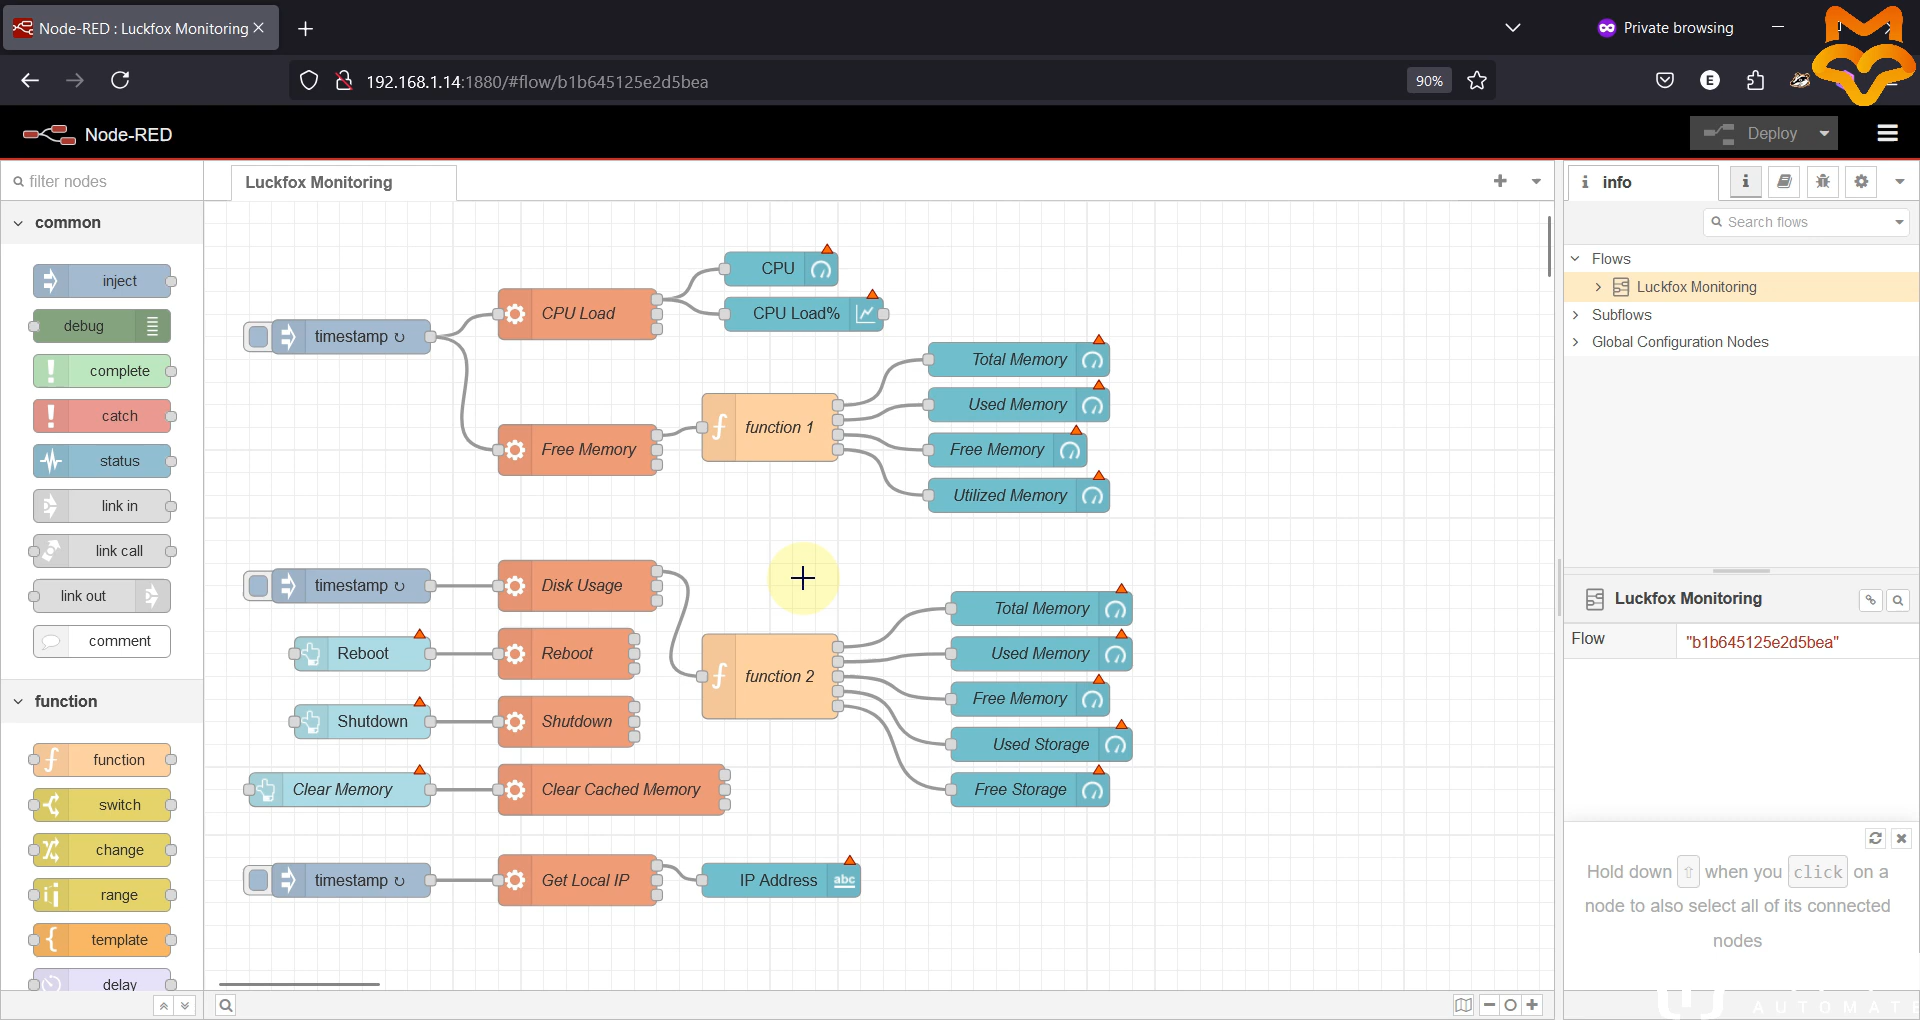 Node-RED : Luckfox Monitoring
Private browsing
192.168.1.14:1880/#flow/b1b645125e2d5bea
90%
E
Node-RED
Deploy
filter nodes
Luckfox Monitoring
info
common
Search flows
inject
debug
complete
catch
status
link in
link call
link out
comment
function
function
switch
change
range
template
delay
CPU
CPU Load
CPU Load%
timestamp ↻
Total Memory
Used Memory
function 1
Free Memory
Free Memory
Utilized Memory
timestamp ↻
Disk Usage
Total Memory
Reboot
Reboot
Used Memory
function 2
Free Memory
Shutdown
Shutdown
Used Storage
Clear Memory
Clear Cached Memory
Free Storage
timestamp ↻
Get Local IP
IP Address
abc
Flows
Luckfox Monitoring
Subflows
Global Configuration Nodes
Luckfox Monitoring
Flow
"b1b645125e2d5bea"
Hold down ⇧ when you click on a
node to also select all of its connected
nodes
AUTOMATE